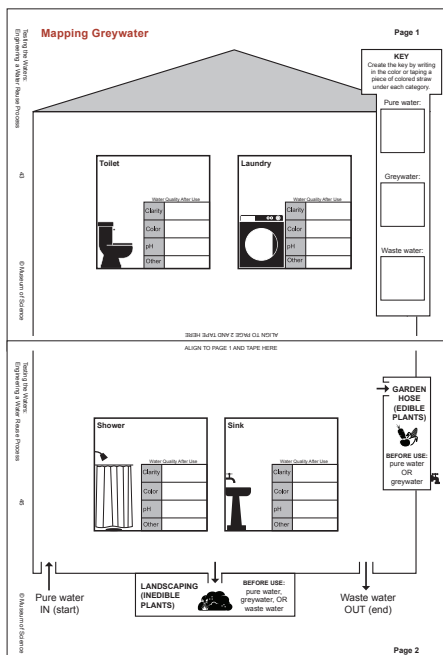 Mapping Greywater
Page 1
Testing the Waters:
Engineering a Water Reuse Process
43
© Museum of Science
KEY
Create the key by writing
in the color or taping a
piece of colored straw
under each category.
Pure water:
Greywater:
Waste water:
Toilet
Water Quality After Use
Clarity
Color
pH
Other
Laundry
Water Quality After Use
Clarity
Color
pH
Other
ALIGN TO PAGE 2 AND TAPE HERE
ALIGN TO PAGE 1 AND TAPE HERE
Testing the Waters:
Engineering a Water Reuse Process
45
© Museum of Science
Shower
Water Quality After Use
Clarity
Color
pH
Other
Sink
Water Quality After Use
Clarity
Color
pH
Other
GARDEN
HOSE
(EDIBLE
PLANTS)
BEFORE USE:
pure water
OR
greywater
Pure water
IN (start)
LANDSCAPING
(INEDIBLE
PLANTS)
BEFORE USE:
pure water,
greywater, OR
waste water
Waste water
OUT (end)
Page 2